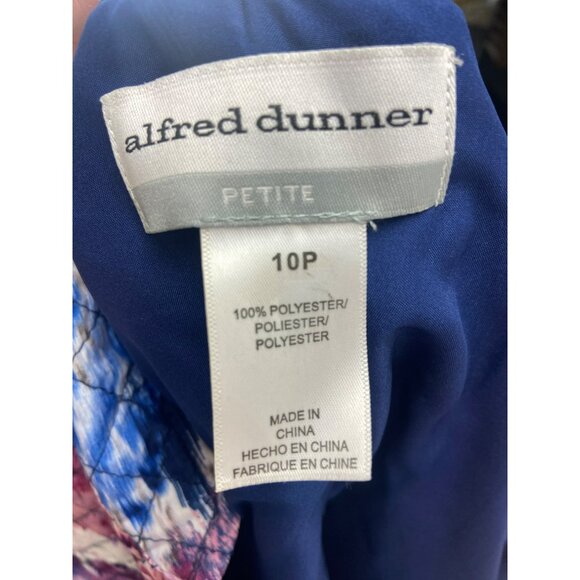 alfred dunner
PETITE
10P
100% POLYESTER/
POLIESTER/
POLYESTER
MADE IN
CHINA
HECHO EN CHINA
FABRIQUE EN CHINE